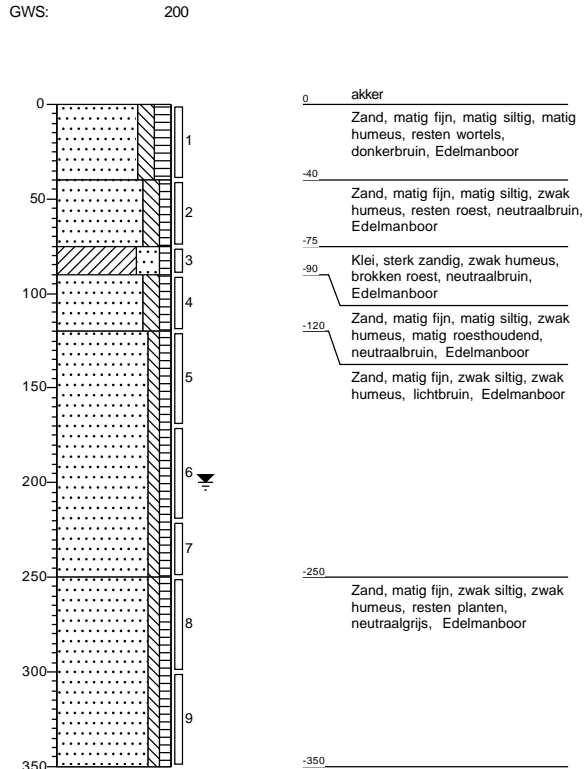 GWS: 200
0
50
100
150
200
250
300
350
1
2
3
4
5
6
7
8
9
0 akker
Zand, matig fijn, matig siltig, matig
humeus, resten wortels,
donkerbruin, Edelmanboor
-40
Zand, matig fijn, matig siltig, zwak
humeus, resten roest, neutraalbruin,
Edelmanboor
-75
Klei, sterk zandig, zwak humeus,
brokken roest, neutraalbruin,
Edelmanboor
-90
Zand, matig fijn, matig siltig, zwak
humeus, matig roesthoudend,
neutraalbruin, Edelmanboor
-120
Zand, matig fijn, zwak siltig, zwak
humeus, lichtbruin, Edelmanboor
-250
Zand, matig fijn, zwak siltig, zwak
humeus, resten planten,
neutraalgrijs, Edelmanboor
-350